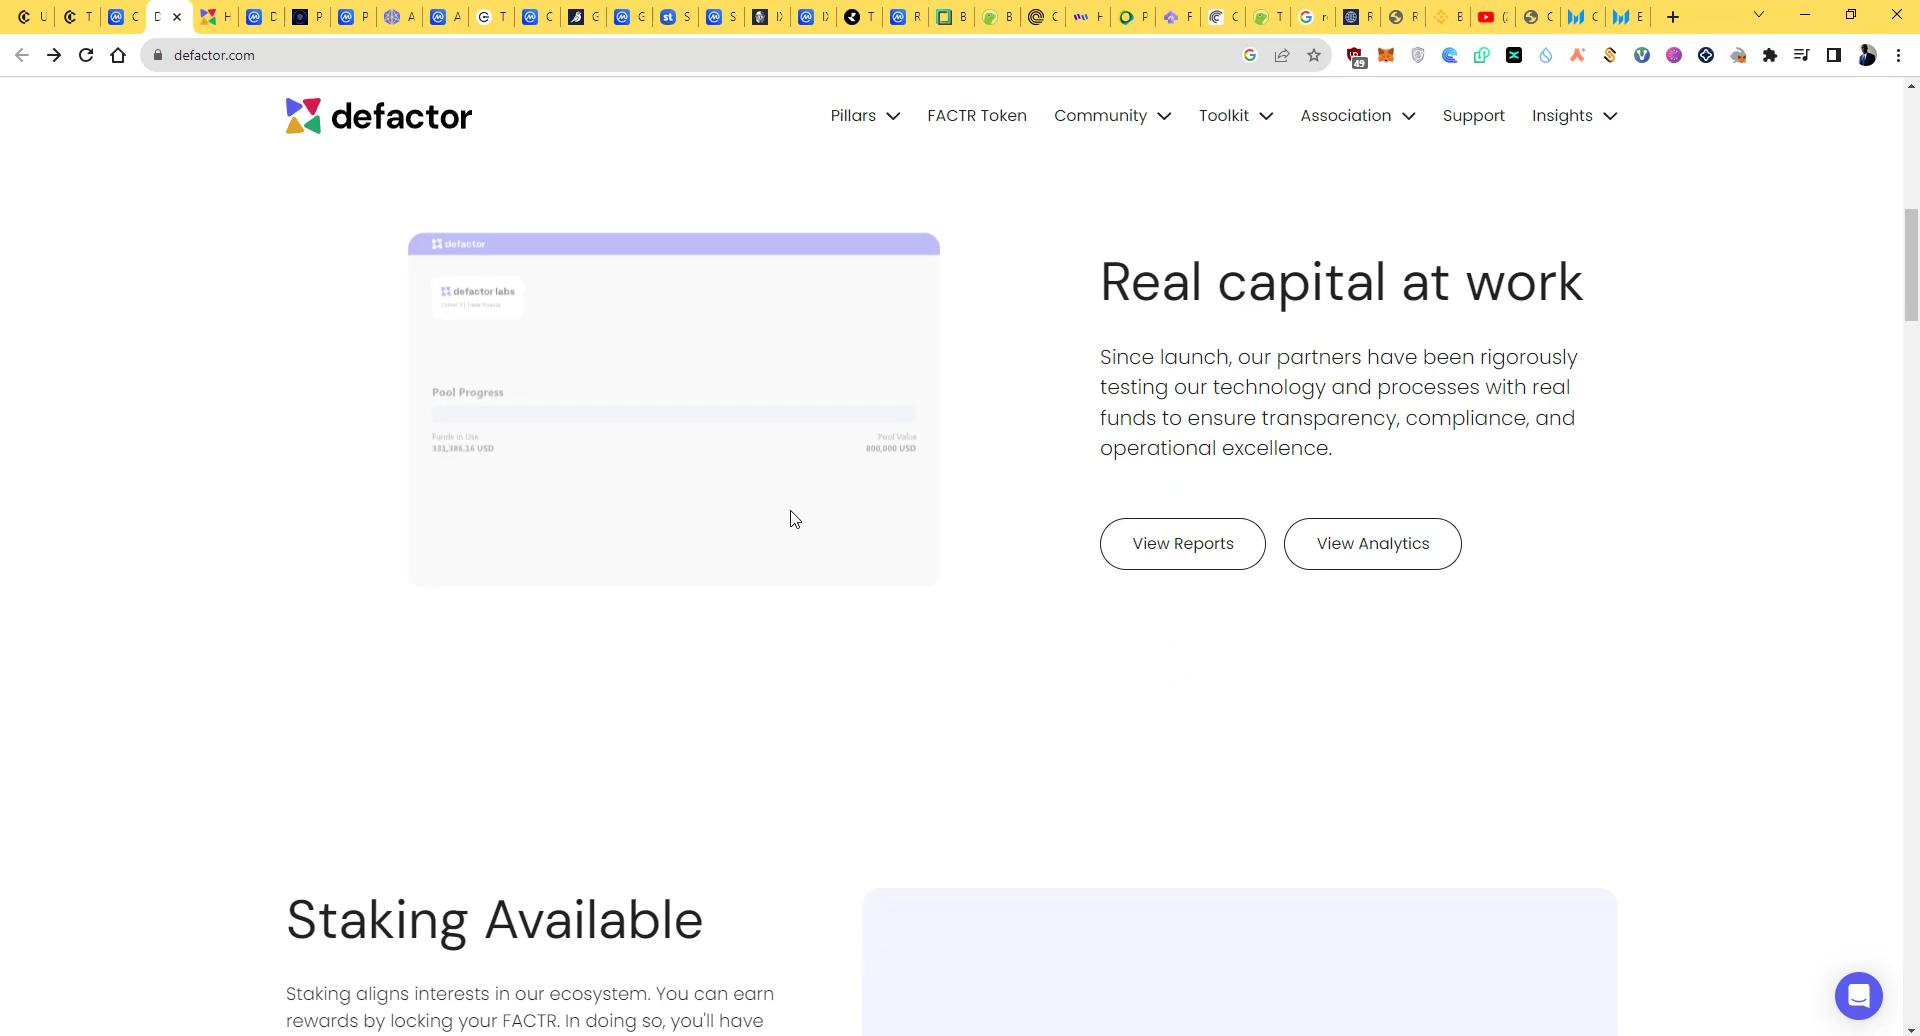 defactor.com
49
defactor
Pillars
FACTR Token
Community
Toolkit
Association
Support
Insights
defactor
defactor labs
Pool Progress
Funds in Use
331,386.16 USD
Pool Value
800,000 USD
Real capital at work
Since launch, our partners have been rigorously
testing our technology and processes with real
funds to ensure transparency, compliance, and
operational excellence.
View Reports
View Analytics
Staking Available
Staking aligns interests in our ecosystem. You can earn
rewards by locking your FACTR. In doing so, you'll have